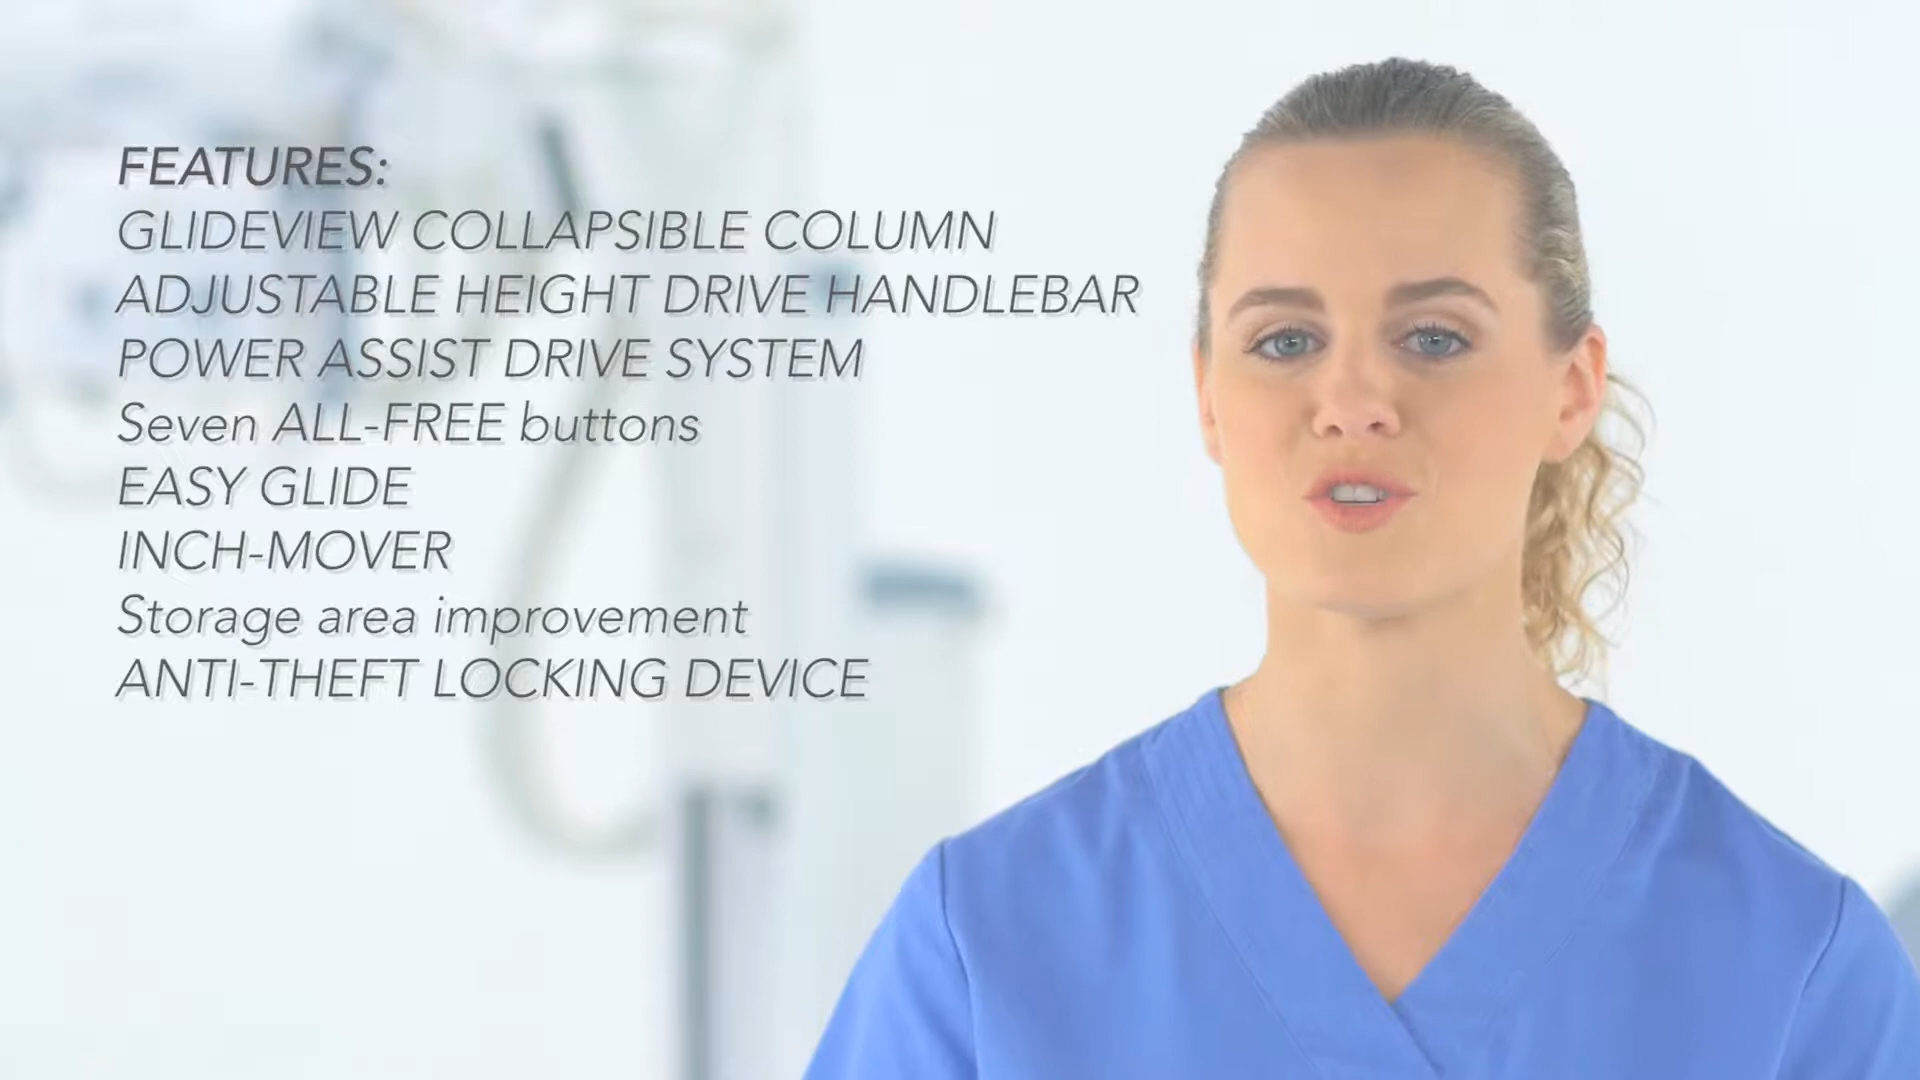 FEATURES:
GLIDEVIEW COLLAPSIBLE COLUMN
ADJUSTABLE HEIGHT DRIVE HANDLEBAR
POWER ASSIST DRIVE SYSTEM
Seven ALL-FREE buttons
EASY GLIDE
INCH-MOVER
Storage area improvement
ANTI-THEFT LOCKING DEVICE